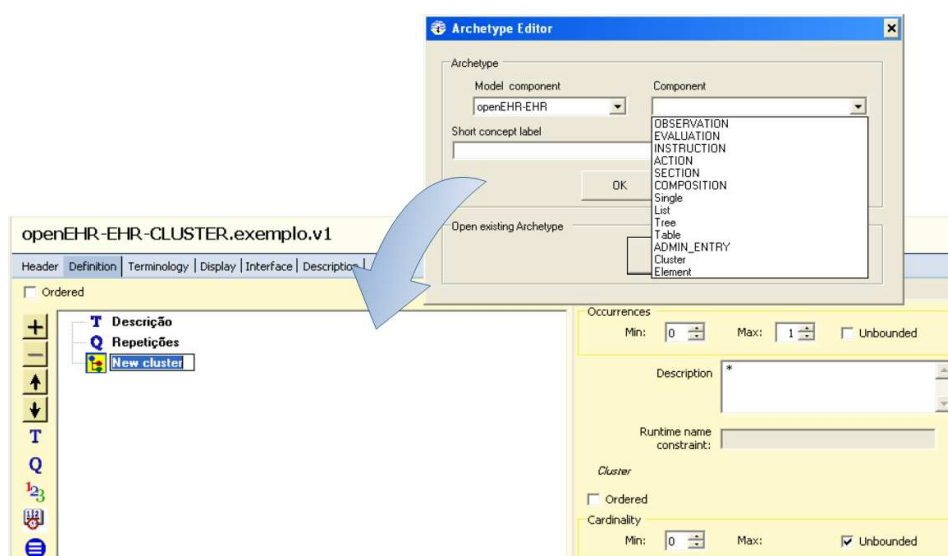 Archetype Editor
Archetype
Model component
Component
openEHR-EHR
Short concept label
OBSERVATION
EVALUATION
INSTRUCTION
ACTION
SECTION
COMPOSITION
Single
List
Tree
Table
ADMIN_ENTRY
Cluster
Element
OK
Open existing Archetype
openEHR-EHR-CLUSTER.exemplo.v1
Header Definition Terminology Display Interface Description
Ordered
T Descrição
Q Repetições
New cluster
T
Q
123
Occurrences
Min: 0 Max: 1 Unbounded
Description *
Runtime name
constraint:
Cluster
Ordered
Cardinality
Min: 0 Max: Unbounded